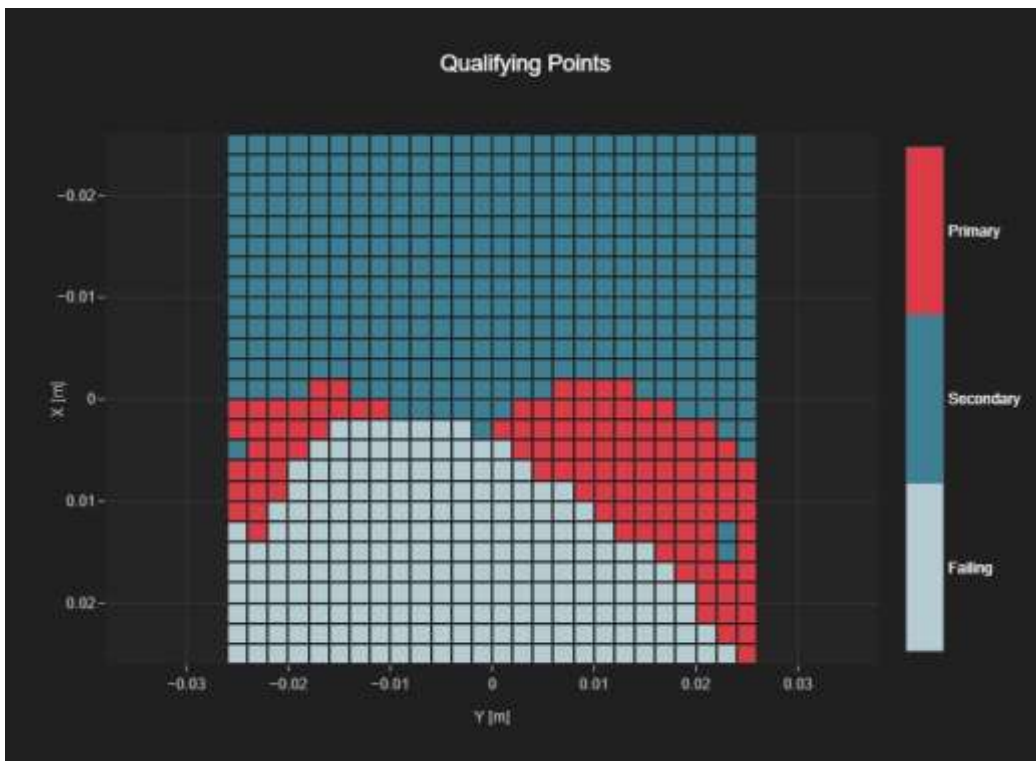 Qualifying Points
−0.02
−0.01
0
0.01
0.02
X [m]
−0.03
−0.02
−0.01
0
0.01
0.02
0.03
Y [m]
Primary
Secondary
Failing